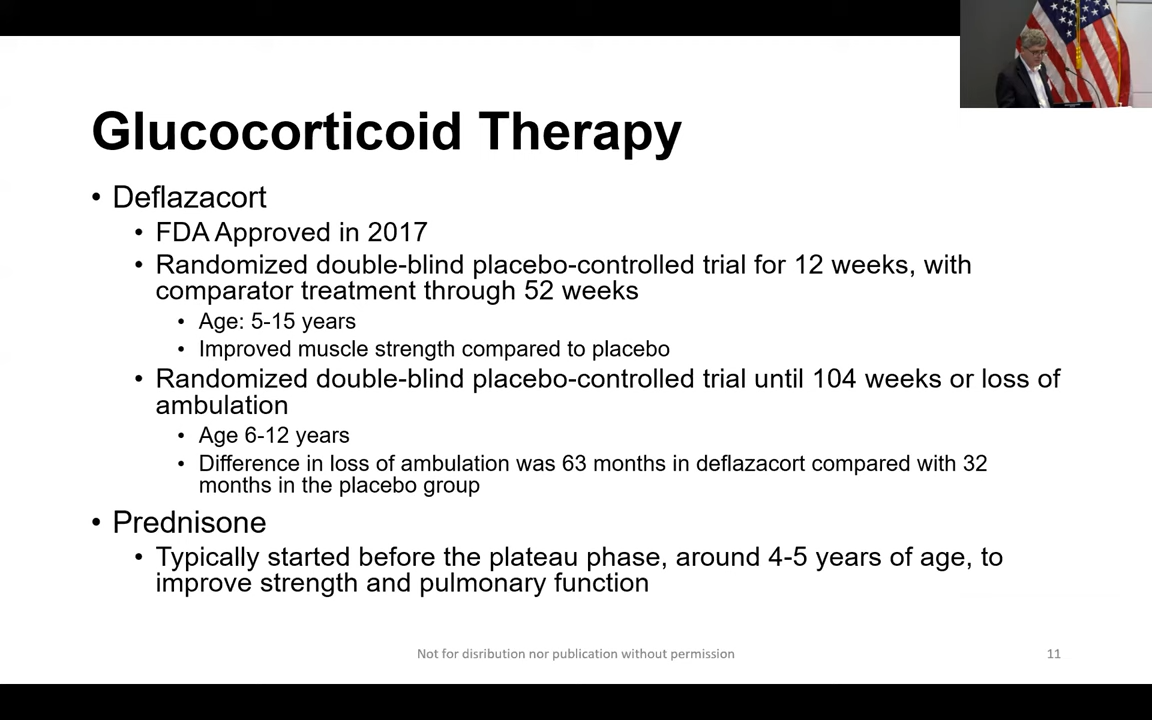 Glucocorticoid Therapy
• Deflazacort
• FDA Approved in 2017
• Randomized double-blind placebo-controlled trial for 12 weeks, with
comparator treatment through 52 weeks
• Age: 5-15 years
• Improved muscle strength compared to placebo
• Randomized double-blind placebo-controlled trial until 104 weeks or loss of
ambulation
• Age 6-12 years
• Difference in loss of ambulation was 63 months in deflazacort compared with 32
months in the placebo group
• Prednisone
• Typically started before the plateau phase, around 4-5 years of age, to
improve strength and pulmonary function
Not for disribution nor publication without permission
11